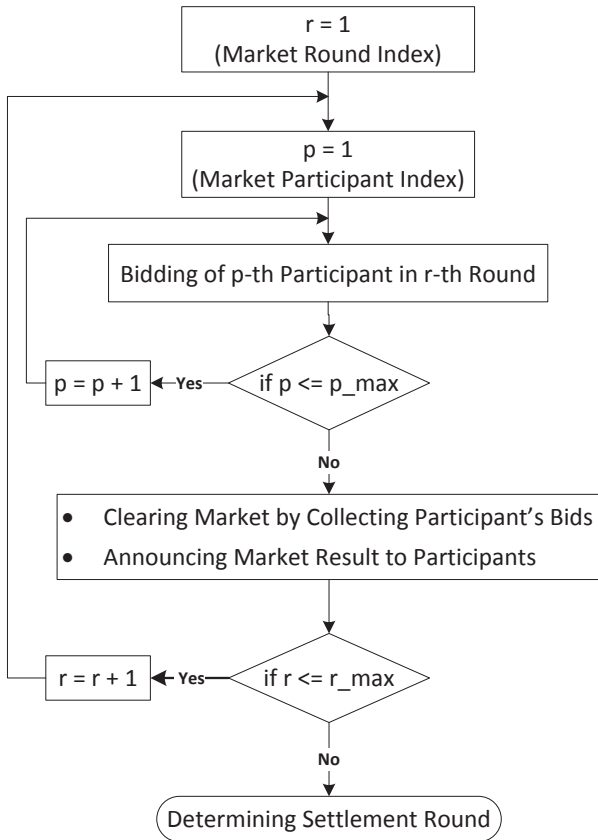 r = 1
(Market Round Index)
p = 1
(Market Participant Index)
Bidding of p-th Participant in r-th Round
p = p + 1
Yes
if p <= p_max
No
• Clearing Market by Collecting Participant's Bids
• Announcing Market Result to Participants
r = r + 1
Yes
if r <= r_max
No
Determining Settlement Round